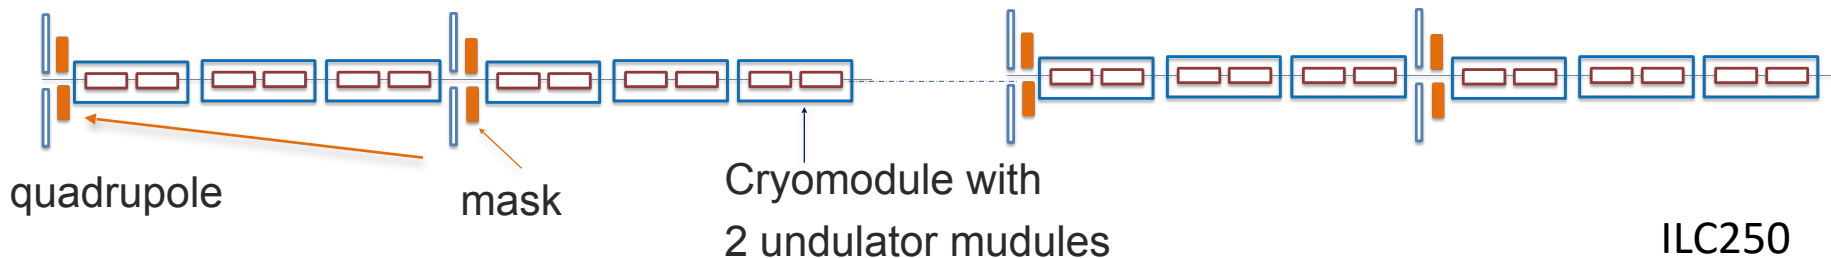 quadrupole
mask
Cryomodule with
2 undulator mudules
ILC250